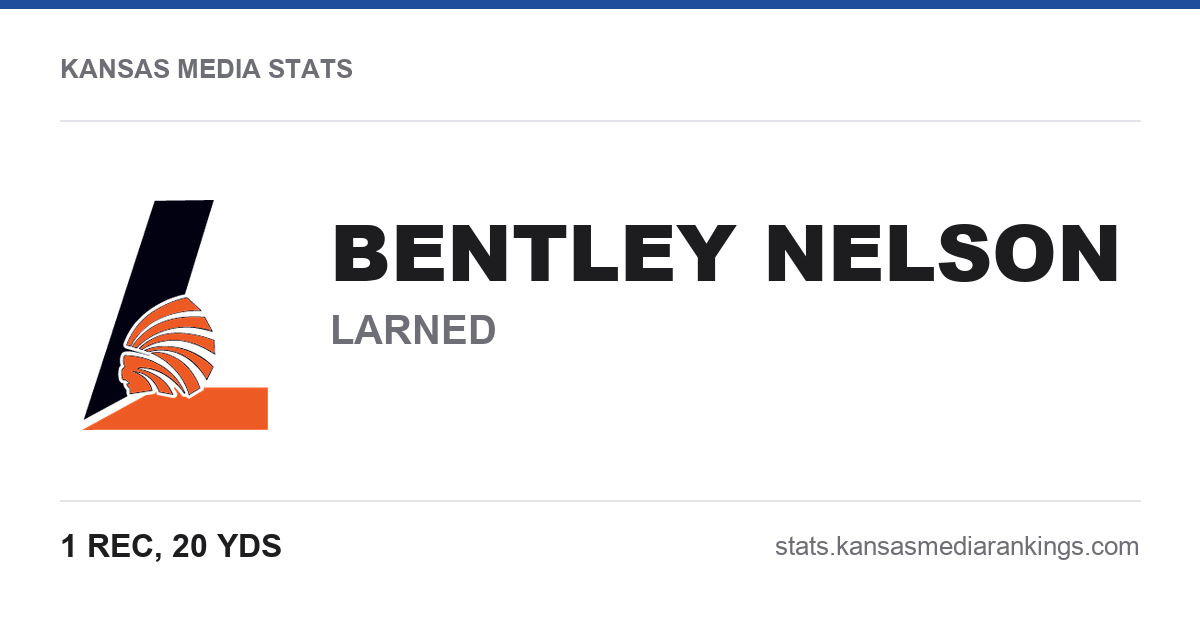 KANSAS MEDIA STATS
BENTLEY NELSON
LARNED
1 REC, 20 YDS
stats.kansasmediarankings.com